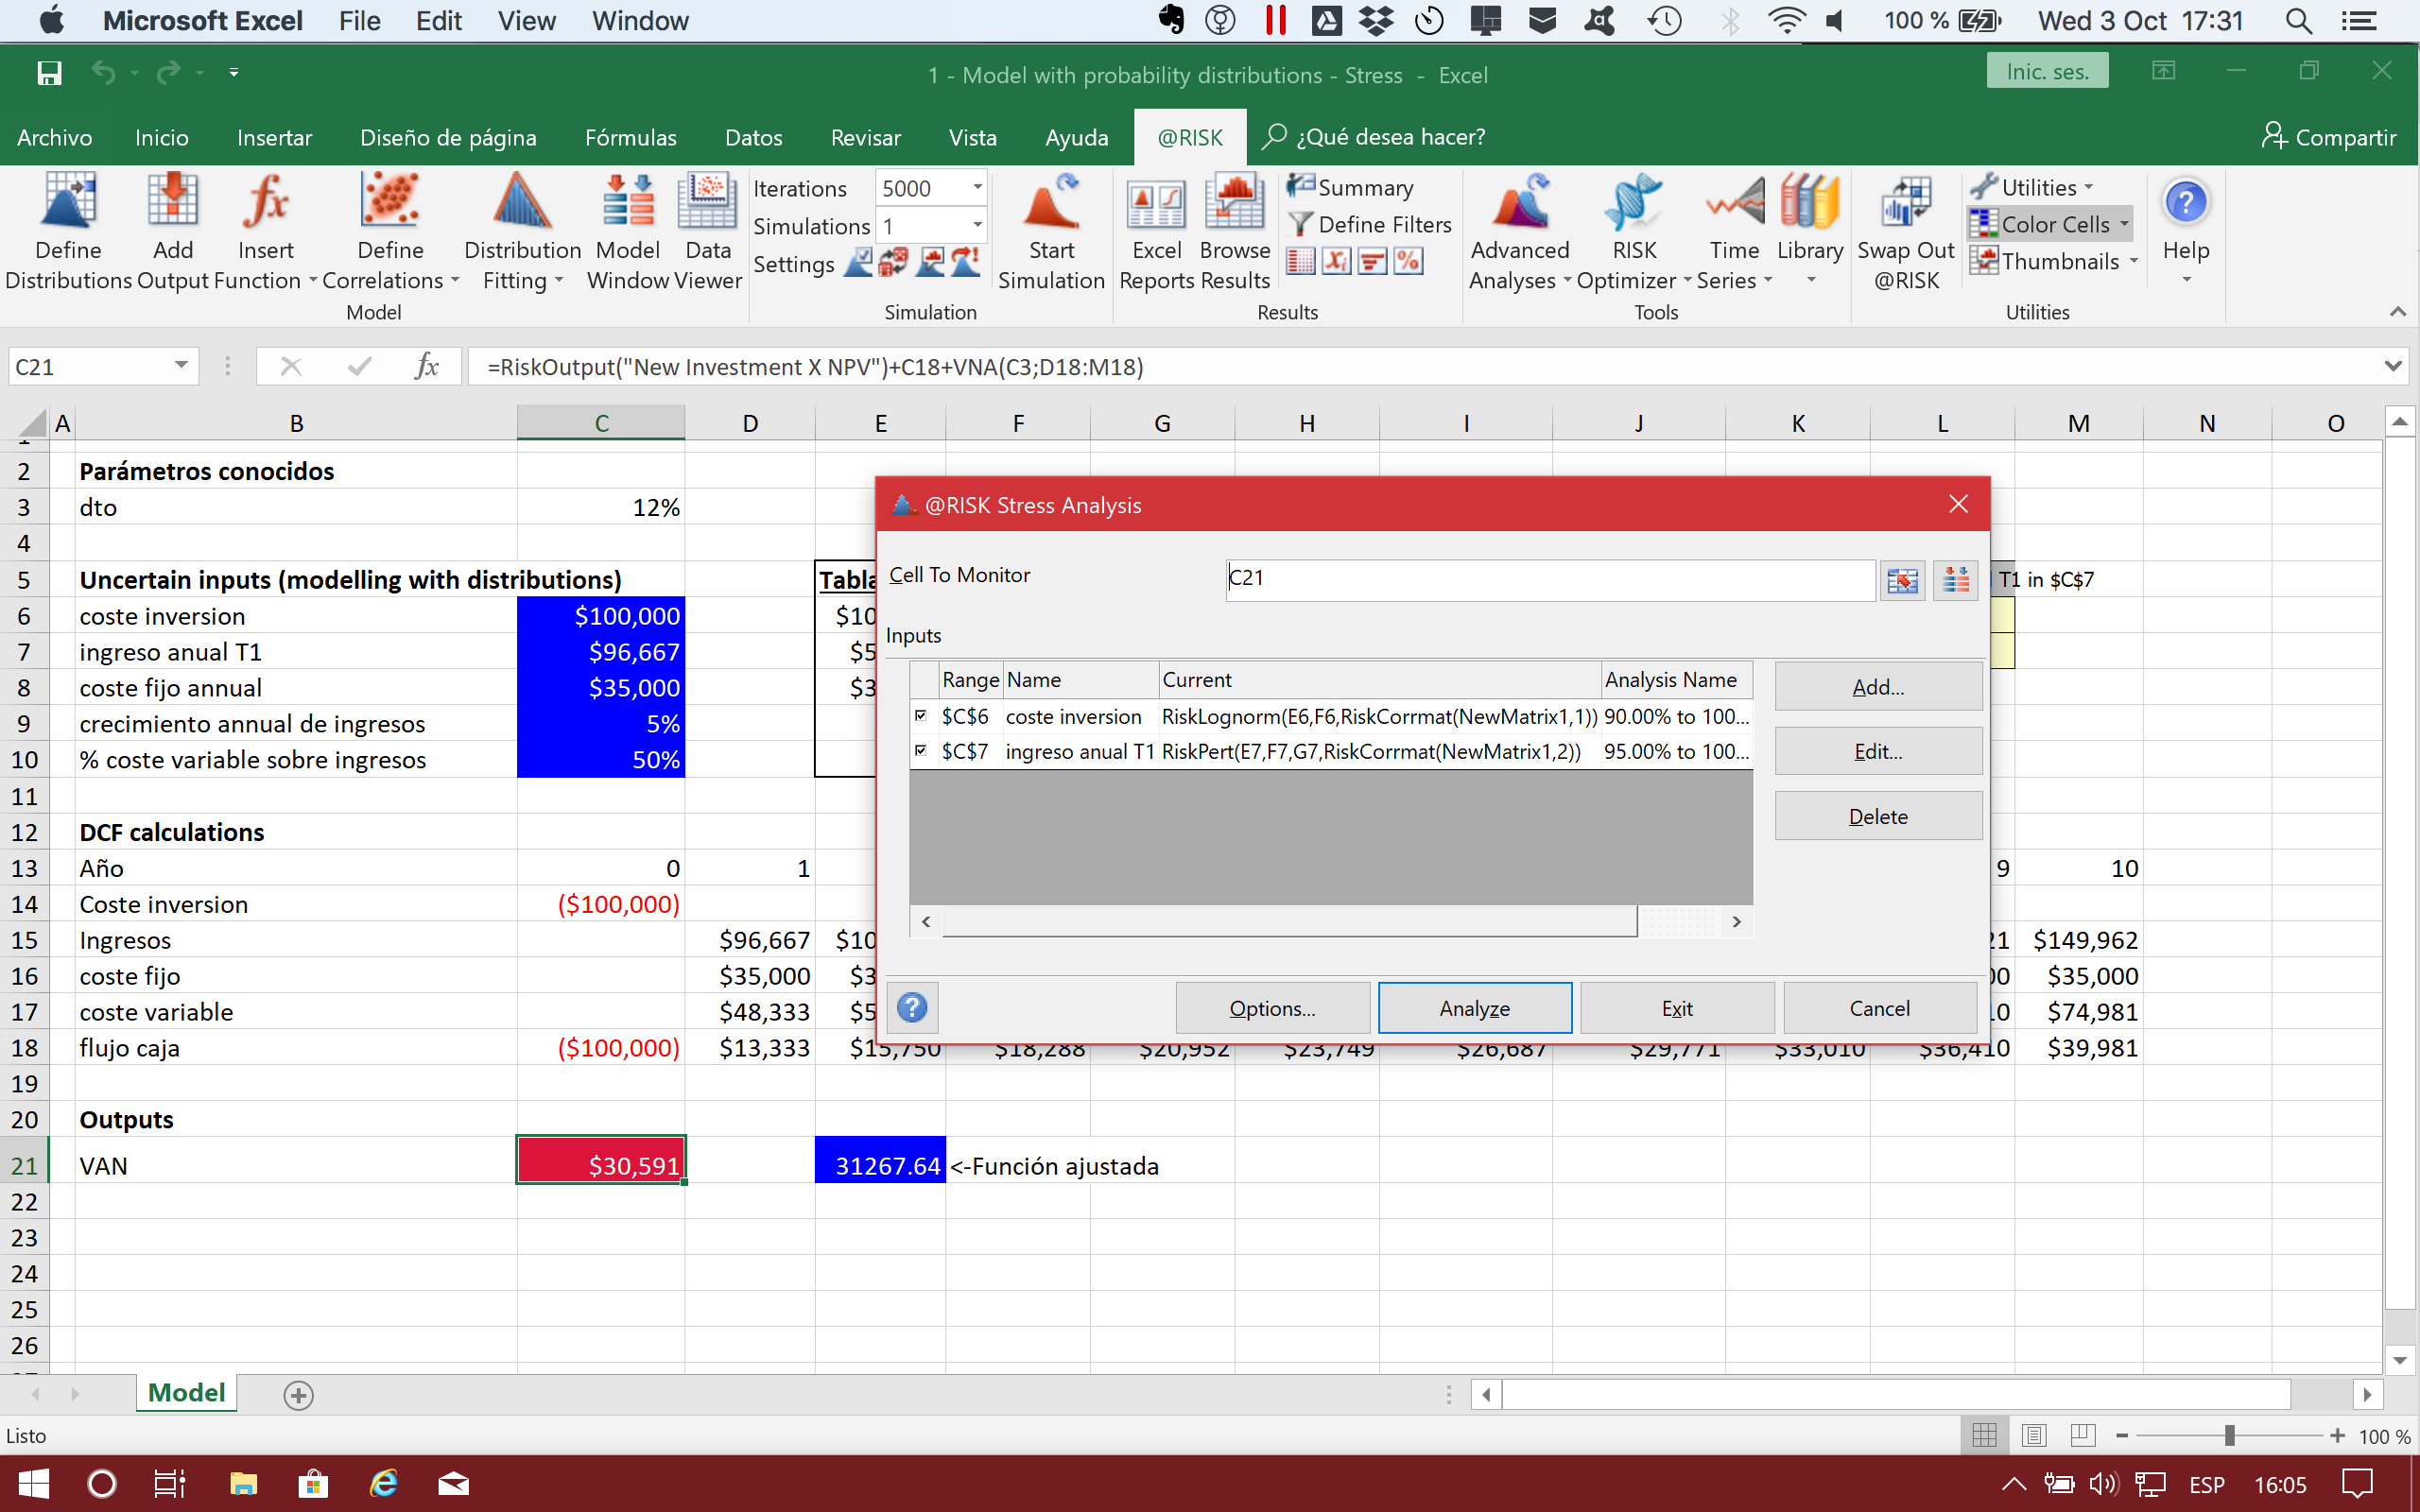 Microsoft Excel File Edit View Window 100 % Wed 3 Oct 17:31
1 - Model with probability distributions - Stress - Excel Inic. ses.
Archivo Inicio Insertar Diseño de página Fórmulas Datos Revisar Vista Ayuda @RISK ¿Qué desea hacer? Compartir
Define Distributions
Add Output
Insert Function
Define Correlations
Distribution Fitting
Model Window
Data Viewer
Model
Iterations 5000
Simulations 1
Settings
Start Simulation
Simulation
Excel Reports
Browse Results
Summary
Define Filters
Results
Advanced Analyses
RISK Optimizer
Time Series
Library
Tools
Swap Out @RISK
Utilities
Color Cells
Thumbnails
Help
Utilities
C21 fx =RiskOutput("New Investment X NPV")+C18+VNA(C3;D18:M18)
A B C D E F G H I J K L M N O
2 Parámetros conocidos
3 dto 12%
4
5 Uncertain inputs (modelling with distributions) Tabla T1 in $C$7
6 coste inversion $100,000 $10
7 ingreso anual T1 $96,667 $5
8 coste fijo annual $35,000 $3
9 crecimiento annual de ingresos 5%
10 % coste variable sobre ingresos 50%
11
12 DCF calculations
13 Año 0 1 9 10
14 Coste inversion ($100,000)
15 Ingresos $96,667 $10 21 $149,962
16 coste fijo $35,000 $3 00 $35,000
17 coste variable $48,333 $5 10 $74,981
18 flujo caja ($100,000) $13,333 $15,750 $18,288 $20,952 $23,749 $26,687 $29,771 $33,010 $36,410 $39,981
19
20 Outputs
21 VAN $30,591 31267.64 <-Función ajustada
22
23
24
25
26
@RISK Stress Analysis
Cell To Monitor C21
Inputs
Range Name Current Analysis Name
$C$6 coste inversion RiskLognorm(E6,F6,RiskCorrmat(NewMatrix1,1)) 90.00% to 100...
$C$7 ingreso anual T1 RiskPert(E7,F7,G7,RiskCorrmat(NewMatrix1,2)) 95.00% to 100...
Add...
Edit...
Delete
Options... Analyze Exit Cancel
Model
Listo 100 %
ESP 16:05